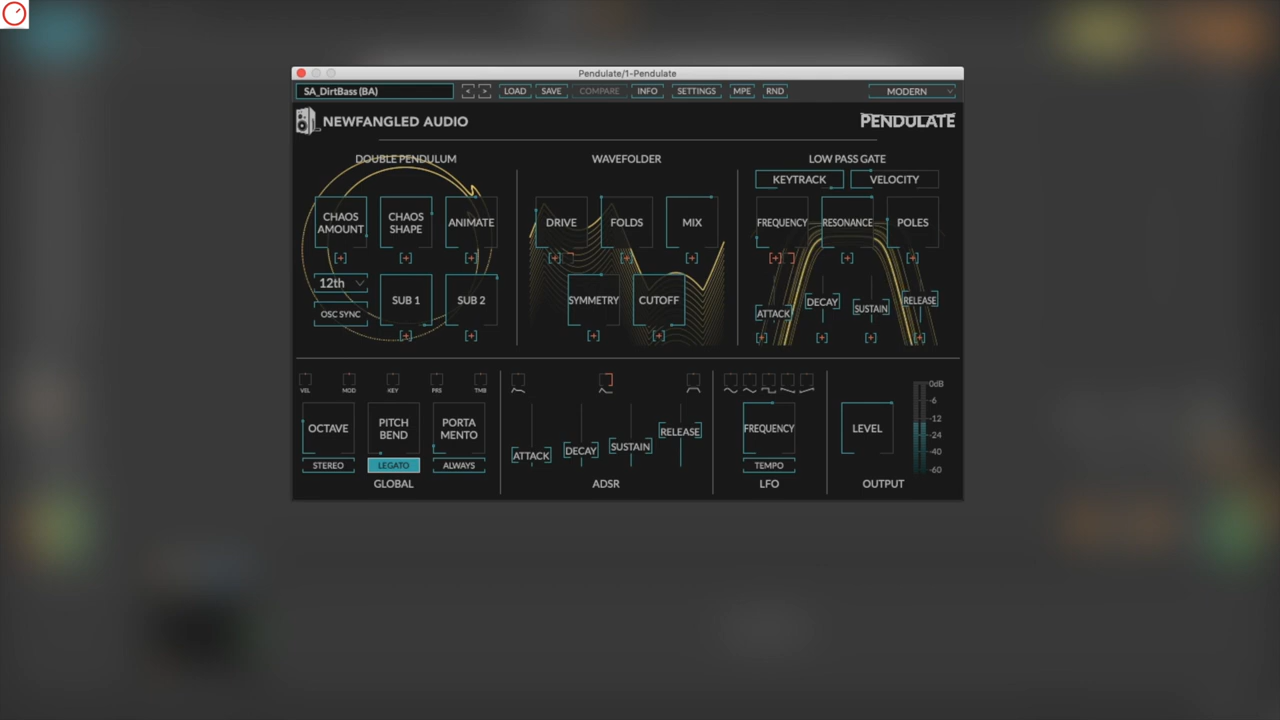 Pendulate/1-Pendulate
SA_DirtBass (BA) < > LOAD SAVE COMPARE INFO SETTINGS MPE RND MODERN
NEWFANGLED AUDIO PENDULATE
DOUBLE PENDULUM WAVEFOLDER LOW PASS GATE
KEYTRACK VELOCITY
CHAOS AMOUNT CHAOS SHAPE ANIMATE DRIVE FOLDS MIX FREQUENCY RESONANCE POLES
[+] [+] [+] [+] [+] [+] [+] [+] [+]
12th SUB 1 SUB 2 SYMMETRY CUTOFF ATTACK DECAY SUSTAIN RELEASE
OSC SYNC
[+] [+] [+] [+] [+] [+] [+] [+]
VEL MOD KEY PRS TMB
OCTAVE PITCH BEND PORTA MENTO ATTACK DECAY SUSTAIN RELEASE FREQUENCY LEVEL
0dB
-6
-12
-24
-40
-60
STEREO LEGATO ALWAYS TEMPO
GLOBAL ADSR LFO OUTPUT